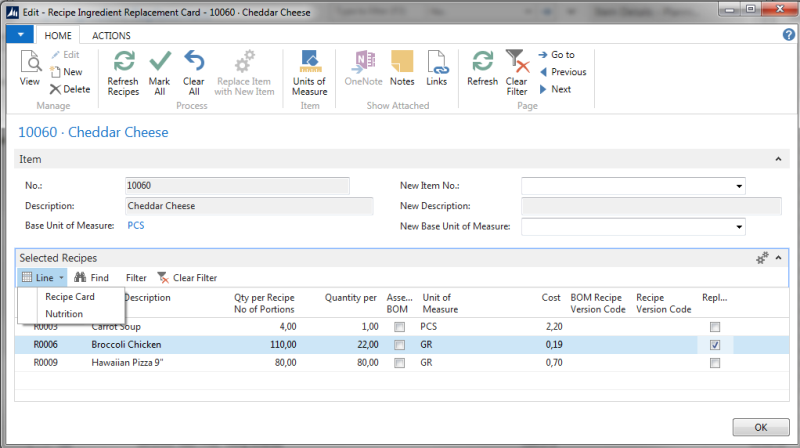 Edit - Recipe Ingredient Replacement Card - 10060 · Cheddar Cheese
HOME ACTIONS
View Edit New Delete Refresh Recipes Mark All Clear All Replace Item with New Item Units of Measure OneNote Notes Links Refresh Clear Filter Go to Previous Next
Manage Process Item Show Attached Page
10060 · Cheddar Cheese
Item
No.: 10060 New Item No.:
Description: Cheddar Cheese New Description:
Base Unit of Measure: PCS New Base Unit of Measure:
Selected Recipes
Line Find Filter Clear Filter
Recipe Card
Nutrition
Description Qty per Recipe No of Portions Quantity per Asse... BOM Unit of Measure Cost BOM Recipe Version Code Recipe Version Code Repl...
R0003 Carrot Soup 4,00 1,00 PCS 2,20
R0006 Broccoli Chicken 110,00 22,00 GR 0,19
R0009 Hawaiian Pizza 9" 80,00 80,00 GR 0,70
OK